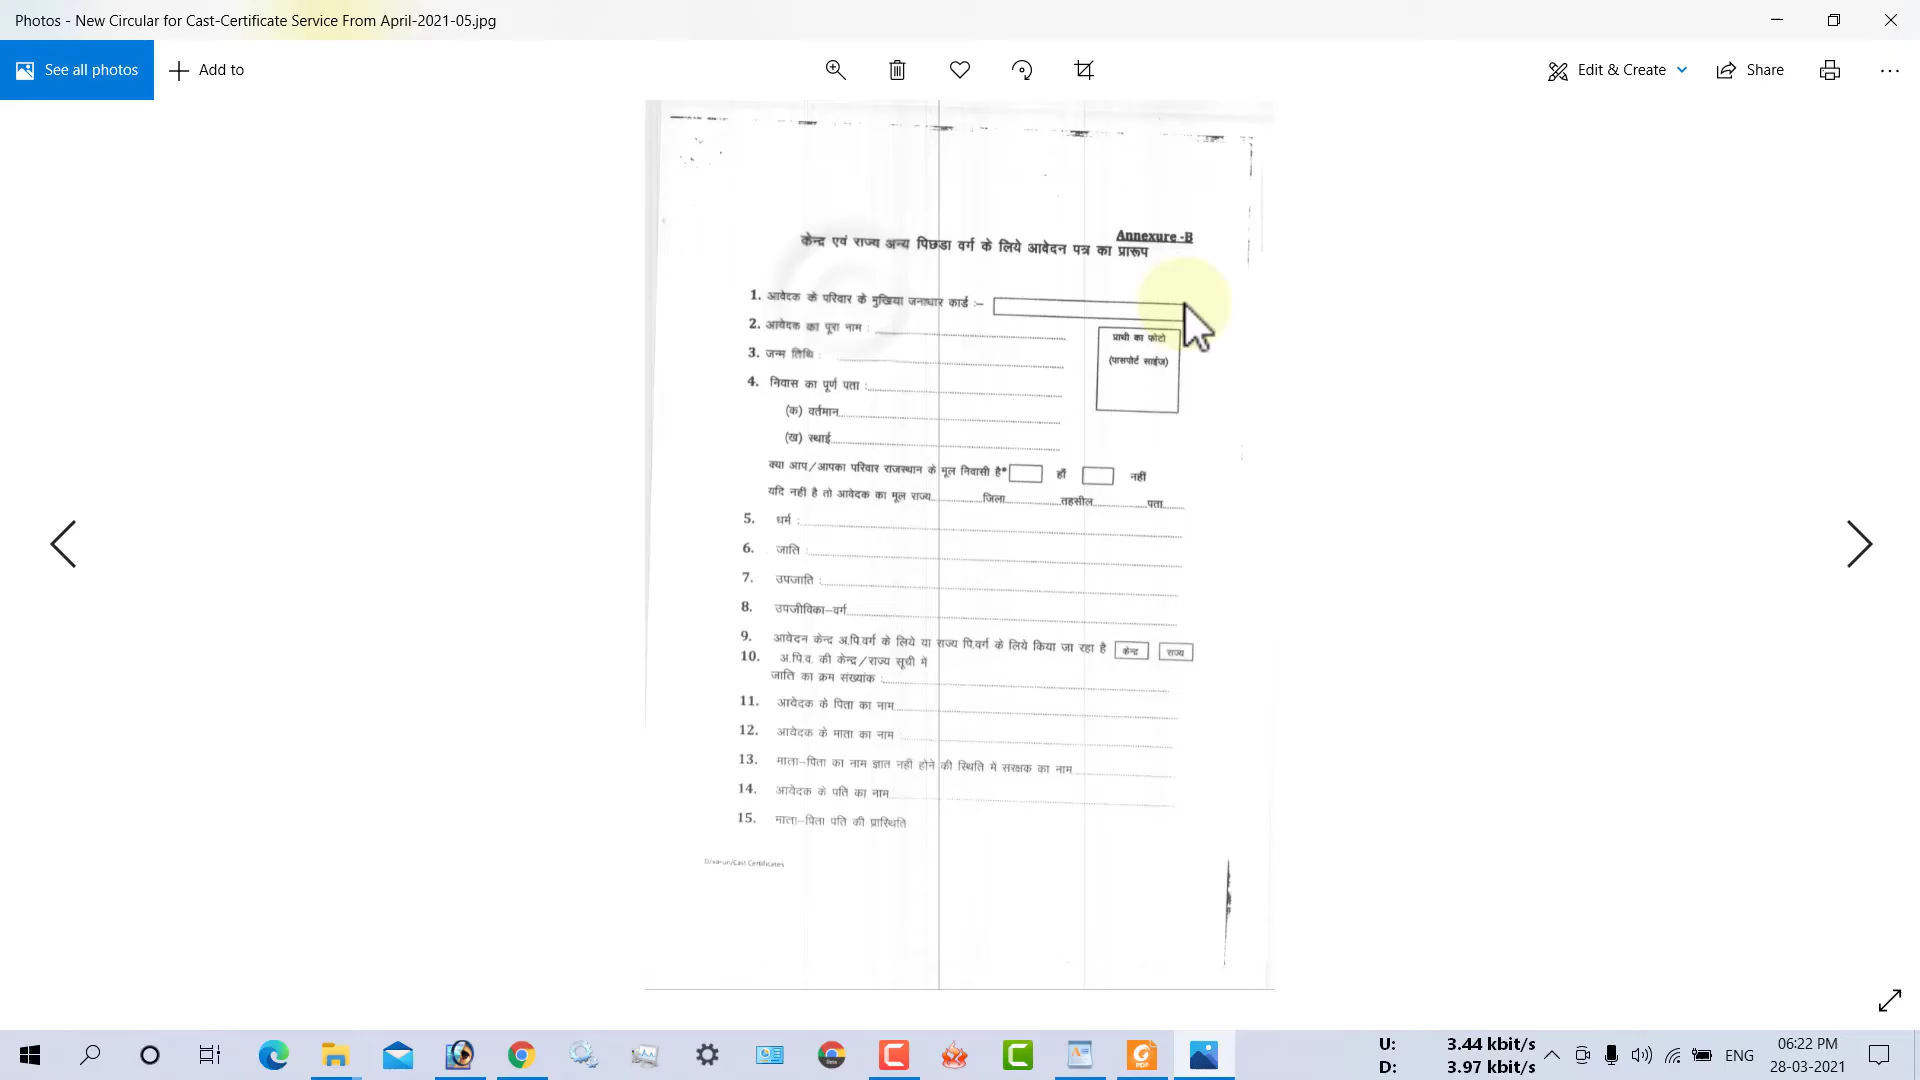 Photos - New Circular for Cast-Certificate Service From April-2021-05.jpg
See all photos
Add to
Edit & Create
Share
Annexure -B
केन्द्र एवं राज्य अन्य पिछडा वर्ग के लिये आवेदन पत्र का प्रारूप
1. आवेदक के परिवार के मुखिया जनाधार कार्ड :–
2. आवेदक का पूरा नाम :
प्रार्थी का फोटो
(पासपोर्ट साईज)
3. जन्म तिथि :
4. निवास का पूर्ण पता :
(क) वर्तमान
(ख) स्थाई
क्या आप/आपका परिवार राजस्थान के मूल निवासी है* हाँ नहीं
यदि नहीं है तो आवेदक का मूल राज्य जिला तहसील पता
5. धर्म :
6. जाति :
7. उपजाति :
8. उपजीविका–वर्ग
9. आवेदन केन्द्र अ.पि.वर्ग के लिये या राज्य पि.वर्ग के लिये किया जा रहा है केन्द्र राज्य
10. अ.पि.व. की केन्द्र/राज्य सूची में
जाति का क्रम संख्यांक :
11. आवेदक के पिता का नाम
12. आवेदक के माता का नाम
13. माता–पिता का नाम ज्ञात नहीं होने की स्थिति में संरक्षक का नाम
14. आवेदक के पति का नाम
15. माता–पिता पति की प्रास्थिति
Certificates
U: 3.44 kbit/s
D: 3.97 kbit/s
ENG
06:22 PM
28-03-2021